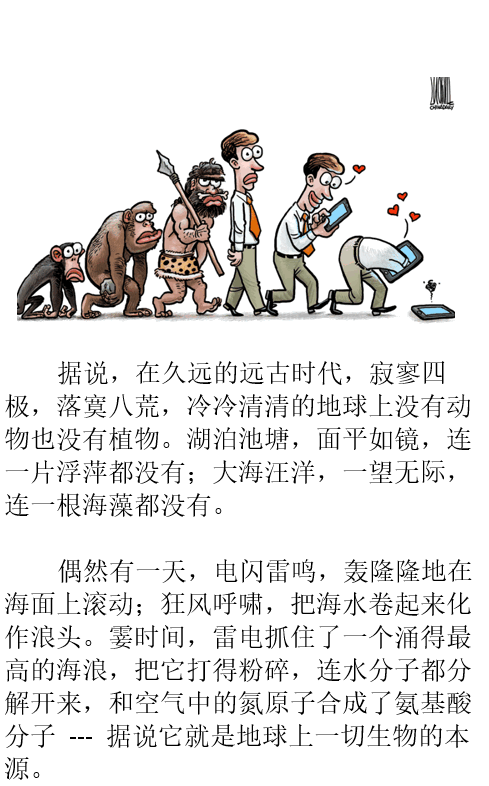 据说，在久远的远古时代，寂寥四
极，落寞八荒，冷冷清清的地球上没有动
物也没有植物。湖泊池塘，面平如镜，连
一片浮萍都没有；大海汪洋，一望无际，
连一根海藻都没有。
偶然有一天，电闪雷鸣，轰隆隆地在
海面上滚动；狂风呼啸，把海水卷起来化
作浪头。霎时间，雷电抓住了一个涌得最
高的海浪，把它打得粉碎，连水分子都分
解开来，和空气中的氮原子合成了氨基酸
分子 --- 据说它就是地球上一切生物的本
源。